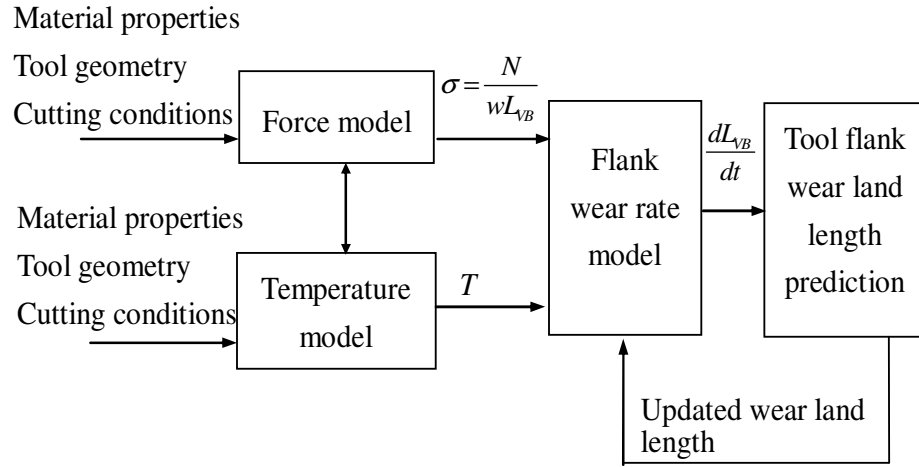 Material properties
Tool geometry
Cutting conditions
Force model
σ = N / wL_VB
Flank
wear rate
model
dL_VB / dt
Tool flank
wear land
length
prediction
Material properties
Tool geometry
Cutting conditions
Temperature
model
T
Updated wear land
length